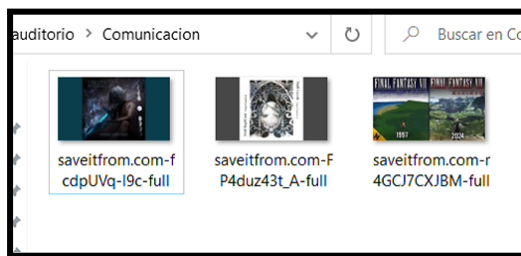 auditorio > Comunicacion
Buscar en Co
FINAL FANTASY VII
FINAL FANTASY VII
1997
2024
saveitfrom.com-f
cdpUVq-I9c-full
saveitfrom.com-F
P4duz43t_A-full
saveitfrom.com-r
4GCJ7CXJBM-full